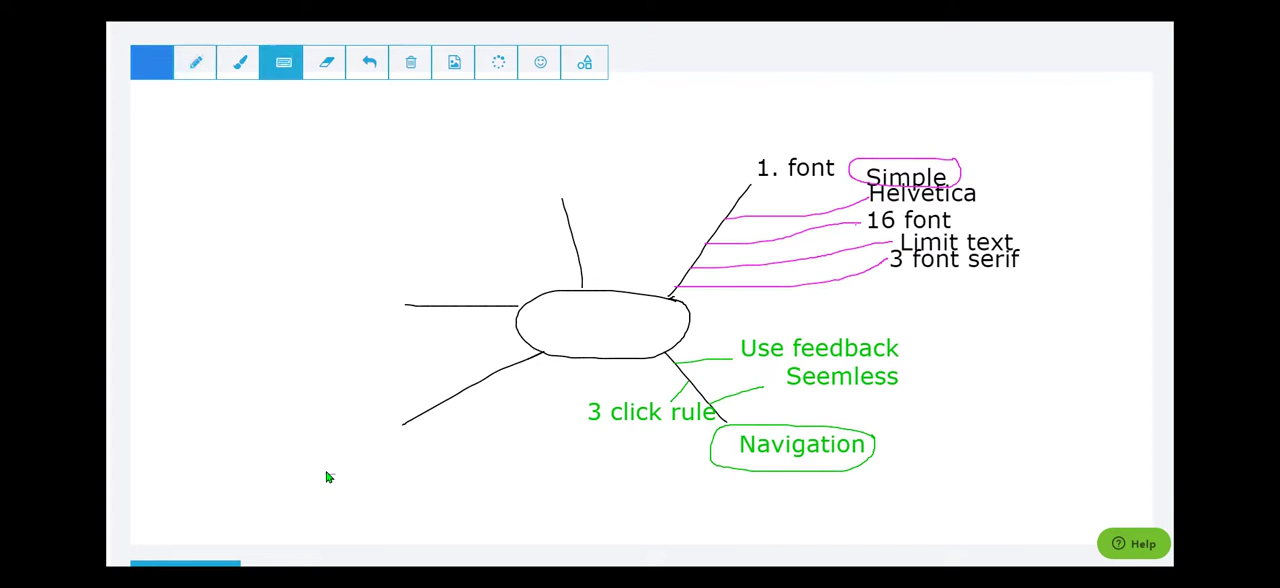 1. font
Simple
Helvetica
16 font
Limit text
3 font serif
Use feedback
Seemless
3 click rule
Navigation
Help